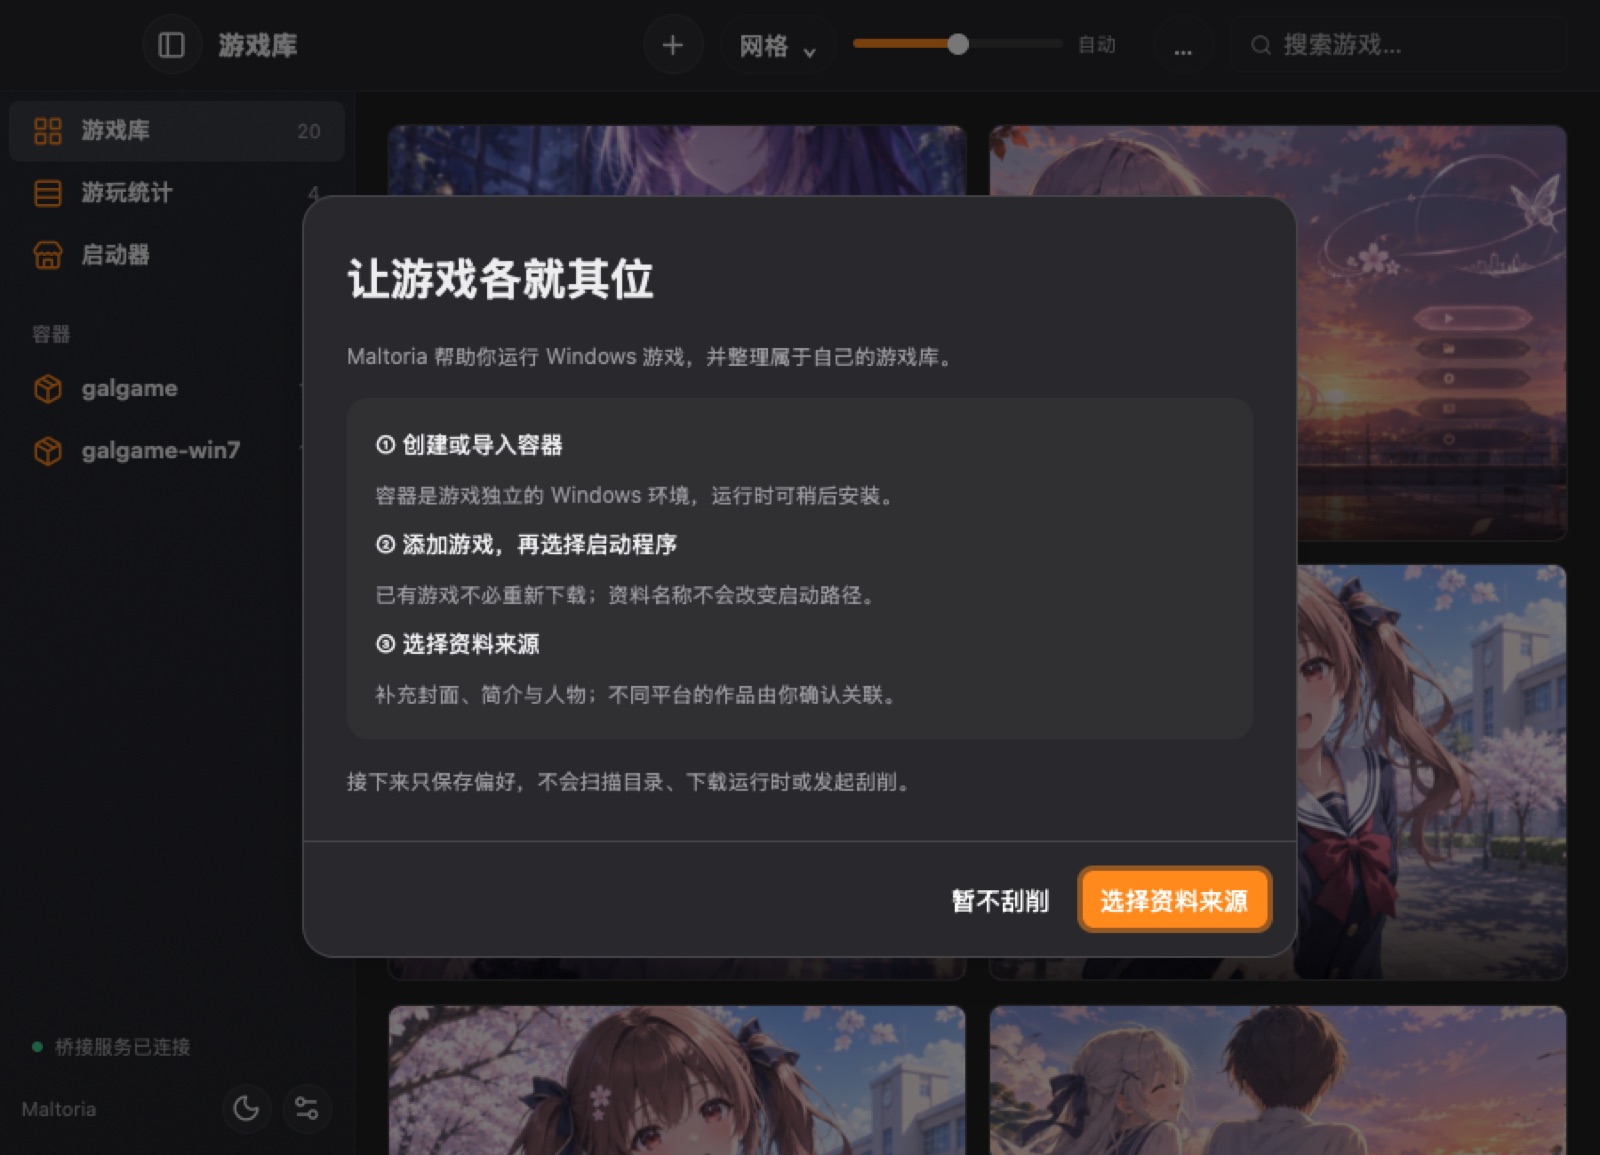 游戏库
网格
自动
...
搜索游戏...
游戏库 20
游玩统计 4
启动器
容器
galgame
galgame-win7
让游戏各就其位
Maltoria 帮助你运行 Windows 游戏，并整理属于自己的游戏库。
① 创建或导入容器
容器是游戏独立的 Windows 环境，运行时可稍后安装。
② 添加游戏，再选择启动程序
已有游戏不必重新下载；资料名称不会改变启动路径。
③ 选择资料来源
补充封面、简介与人物；不同平台的作品由你确认关联。
接下来只保存偏好，不会扫描目录、下载运行时或发起刮削。
暂不刮削
选择资料来源
桥接服务已连接
Maltoria